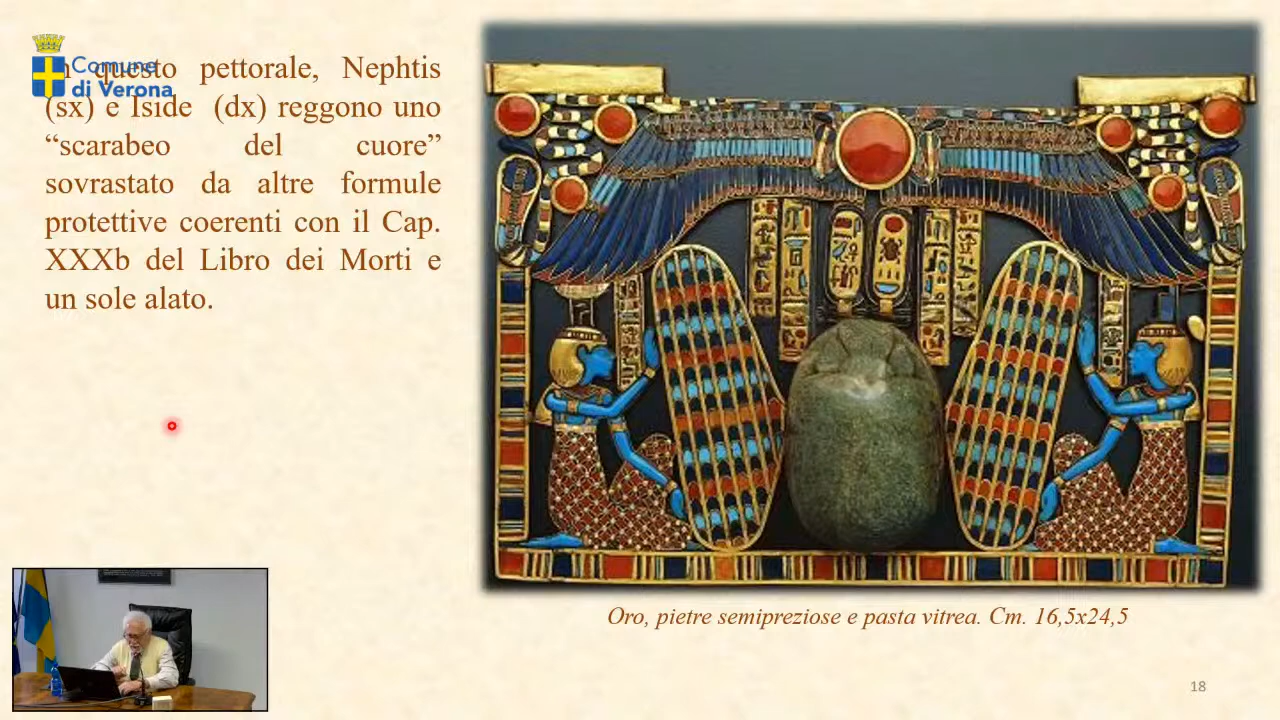 Comune
di Verona
questo pettorale, Nephtis
(sx) e Iside (dx) reggono uno
“scarabeo del cuore”
sovrastato da altre formule
protettive coerenti con il Cap.
XXXb del Libro dei Morti e
un sole alato.
Oro, pietre semipreziose e pasta vitrea. Cm. 16,5x24,5
18